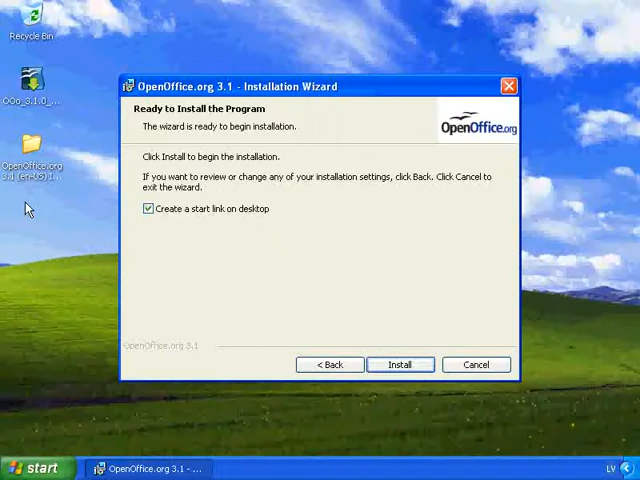 Recycle Bin
OOo_3.1.0_...
OpenOffice.org
3.1 (en-US) I...
OpenOffice.org 3.1 - Installation Wizard
Ready to Install the Program
The wizard is ready to begin installation.
OpenOffice.org
Click Install to begin the installation.
If you want to review or change any of your installation settings, click Back. Click Cancel to
exit the wizard.
Create a start link on desktop
OpenOffice.org 3.1
< Back
Install
Cancel
start
OpenOffice.org 3.1 - ...
LV